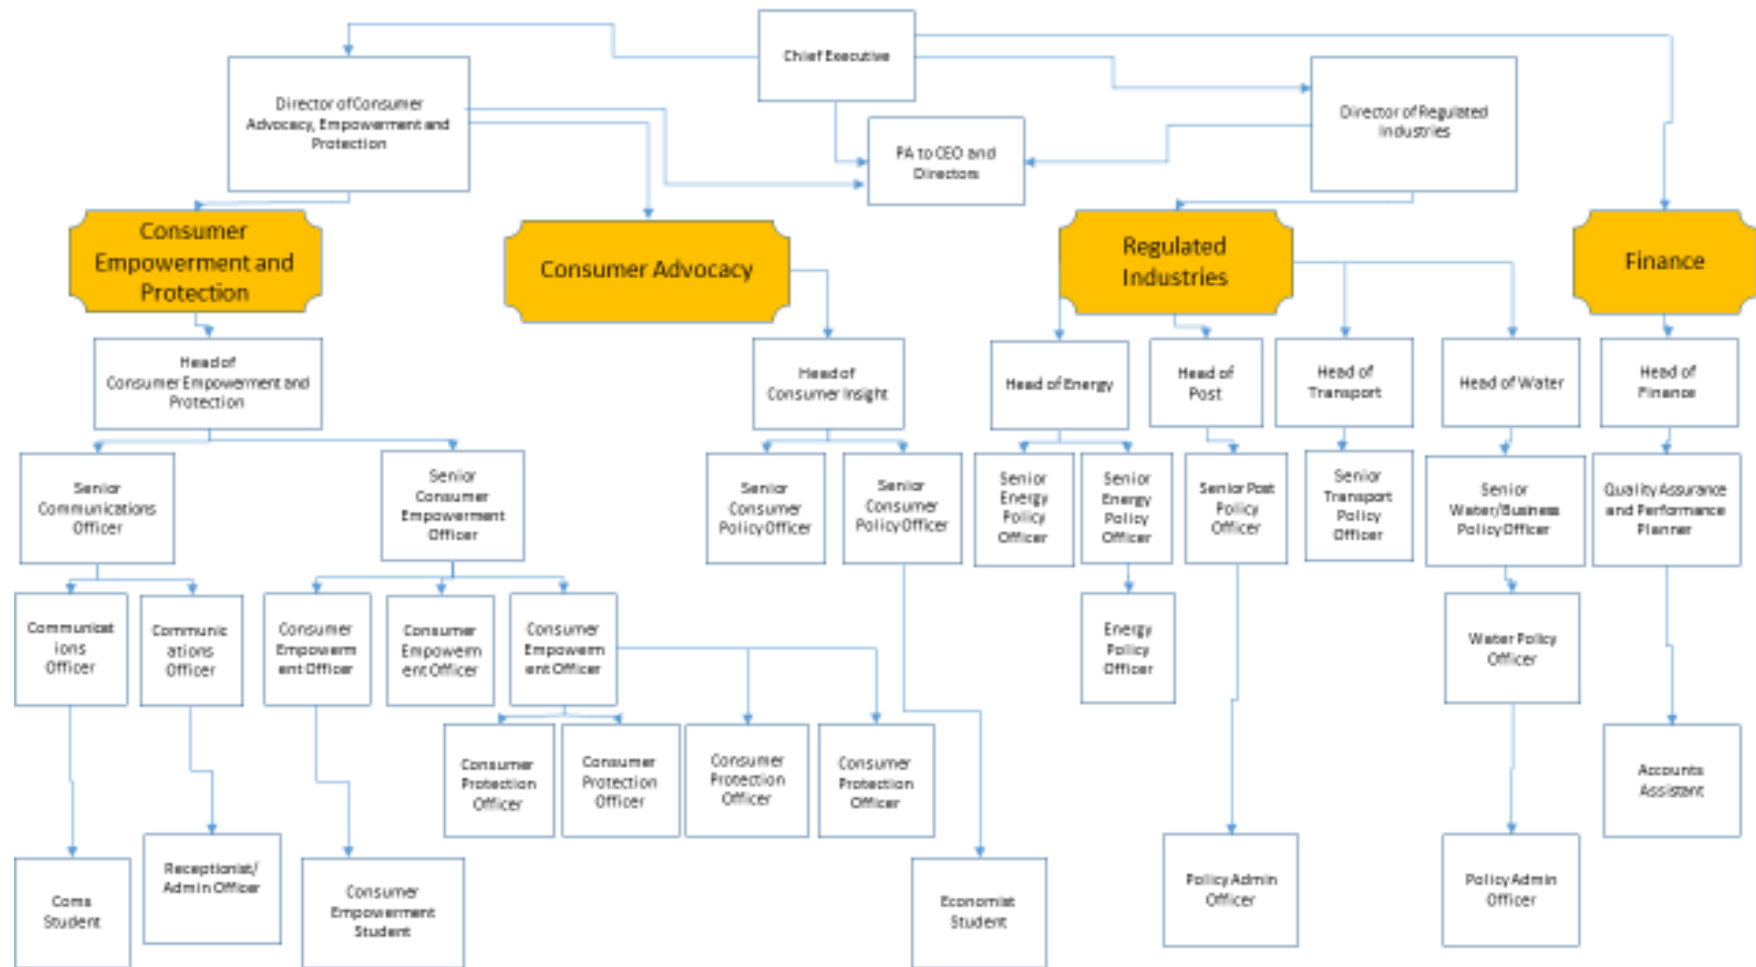 Chief Executive
Director of Consumer
Advocacy, Empowerment and
Protection
PA to CEO and
Directors
Director of Regulated
Industries
Consumer
Empowerment and
Protection
Consumer Advocacy
Regulated
Industries
Finance
Head of
Consumer Empowerment and
Protection
Head of
Consumer Insight
Head of Energy
Head of
Post
Head of
Transport
Head of Water
Head of
Finance
Senior
Communications
Officer
Senior
Consumer
Empowerment
Officer
Senior
Consumer
Policy Officer
Senior
Consumer
Policy Officer
Senior
Energy
Policy
Officer
Senior
Energy
Policy
Officer
Senior Post
Policy
Officer
Senior
Transport
Policy
Officer
Senior
Water/Business
Policy Officer
Quality Assurance
and Performance
Planner
Communicat
ions
Officer
Communic
ations
Officer
Consumer
Empowerm
ent Officer
Consumer
Empowerm
ent Officer
Consumer
Empowerm
ent Officer
Energy
Policy
Officer
Water Policy
Officer
Consumer
Protection
Officer
Consumer
Protection
Officer
Consumer
Protection
Officer
Consumer
Protection
Officer
Accounts
Assistant
Coms
Student
Receptionist/
Admin Officer
Consumer
Empowerment
Student
Economist
Student
Policy Admin
Officer
Policy Admin
Officer